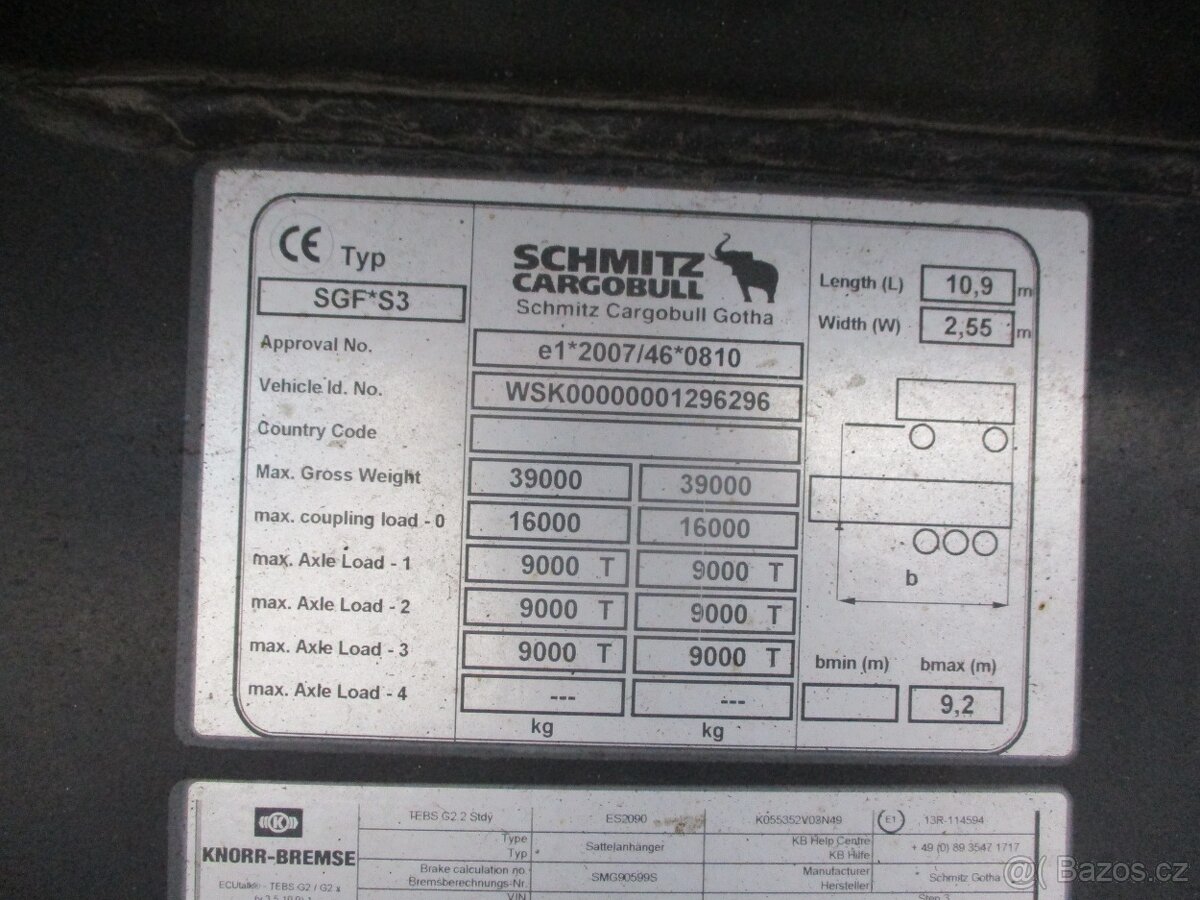 CE Typ
SGF*S3
SCHMITZ
CARGOBULL
Schmitz Cargobull Gotha
Length (L) 10,9 m
Width (W) 2,55 m
Approval No. e1*2007/46*0810
Vehicle Id. No. WSK00000001296296
Country Code
Max. Gross Weight 39000 39000
max. coupling load - 0 16000 16000
max. Axle Load - 1 9000 T 9000 T
max. Axle Load - 2 9000 T 9000 T
max. Axle Load - 3 9000 T 9000 T
max. Axle Load - 4 --- ---
kg kg
b
bmin (m) bmax (m)
9,2
KNORR-BREMSE
TEBS G2.2 Stdy ES2090 K055352V03N49 E1 13R-114594
Type
Typ
Sattelanhänger
KB Help Centre
KB Hilfe
+ 49 (0) 89 3547 1717
Brake calculation no
Bremsberechnungs-Nr.
SMG90599S
Manufacturer
Hersteller
Schmitz Gotha
TEBS G2 / G2.x
VIN
Step 3
@( Bazos.cz